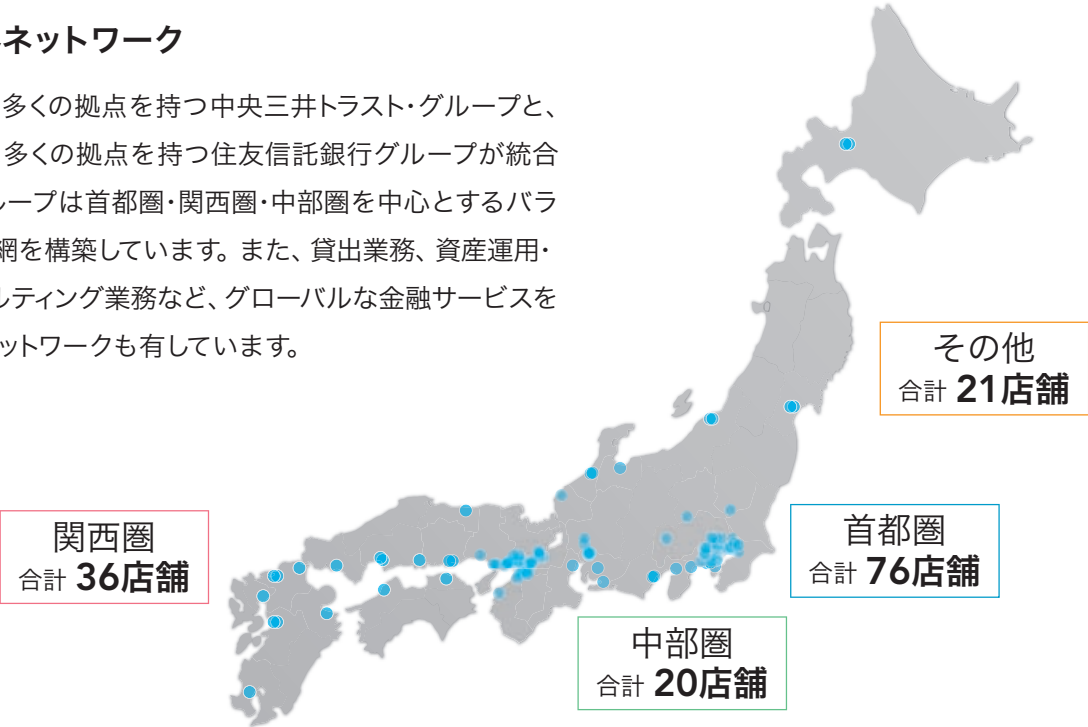 ネットワーク
多くの拠点を持つ中央三井トラスト・グループと、
多くの拠点を持つ住友信託銀行グループが統合
ループは首都圏・関西圏・中部圏を中心とするバラ
網を構築しています。また、貸出業務、資産運用・
ルティング業務など、グローバルな金融サービスを
ットワークも有しています。
その他
合計 21店舗
関西圏
合計 36店舗
首都圏
合計 76店舗
中部圏
合計 20店舗